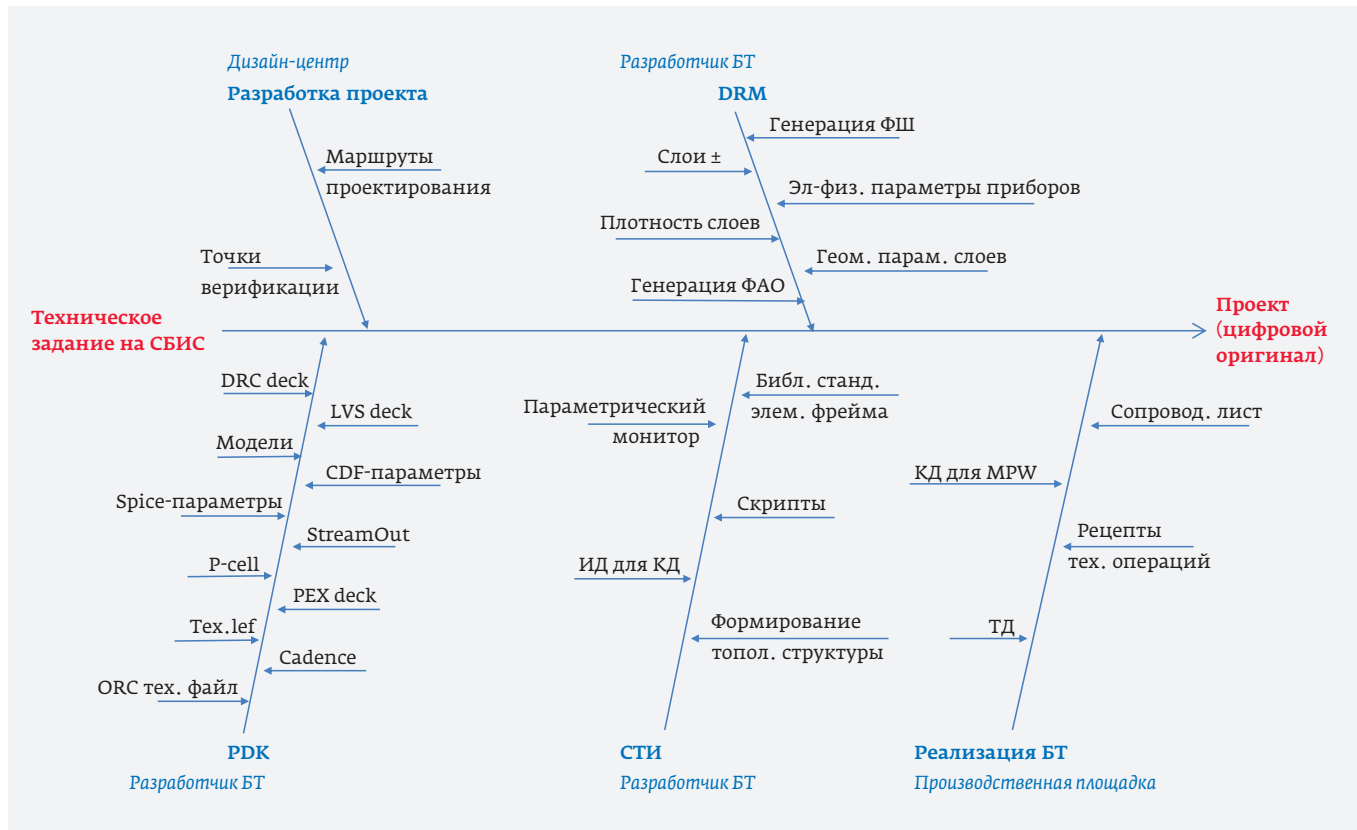 Дизайн-центр
Разработка проекта
Маршруты
проектирования
Точки
верификации
Разработчик БТ
DRM
Генерация ФШ
Слои ±
Эл-физ. параметры приборов
Плотность слоев
Геом. парам. слоев
Генерация ФАО
Техническое
задание на СБИС
Проект
(цифровой
оригинал)
DRC deck
LVS deck
Модели
CDF-параметры
Spice-параметры
StreamOut
P-cell
PEX deck
Tex.lef
Cadence
ORC тех. файл
PDK
Разработчик БТ
Библ. станд.
элем. фрейма
Параметрический
монитор
Скрипты
ИД для КД
Формирование
топол. структуры
СТИ
Разработчик БТ
Сопровод. лист
КД для MPW
Рецепты
тех. операций
ТД
Реализация БТ
Производственная площадка